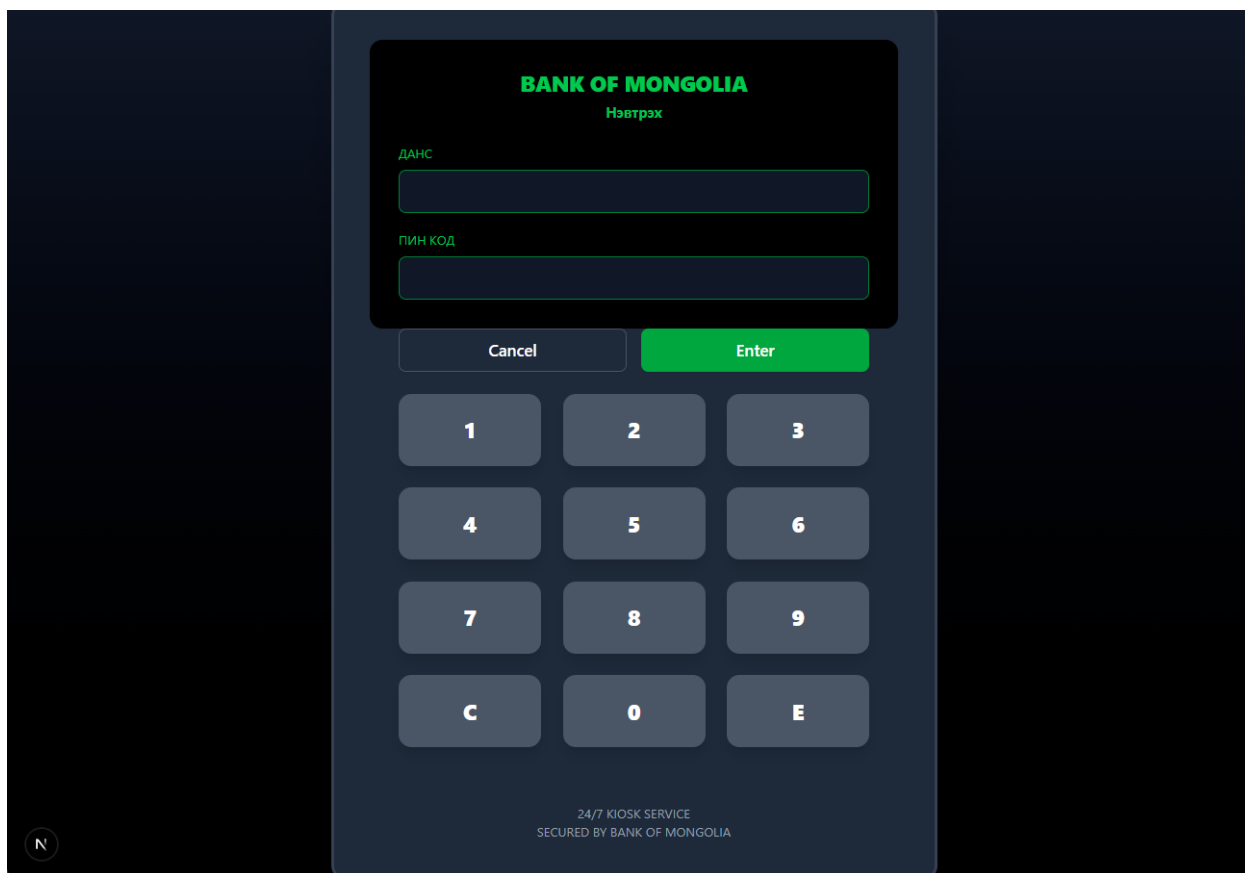 BANK OF MONGOLIA
Нэвтрэх
ДАНС
ПИН КОД
Cancel Enter
1 2 3
4 5 6
7 8 9
C 0 E
24/7 KIOSK SERVICE
SECURED BY BANK OF MONGOLIA
N